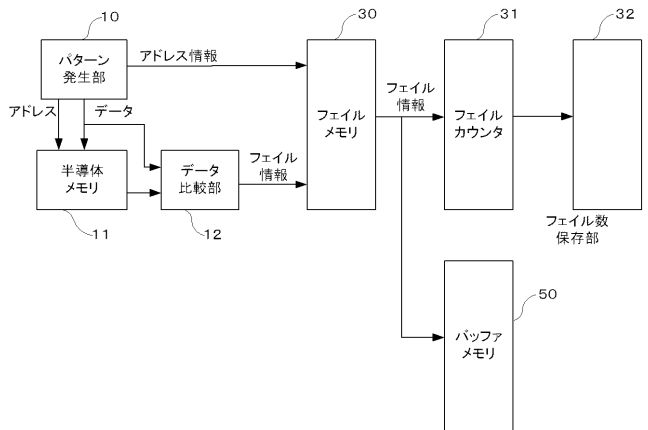 10
30
31
32
パターン
発生部
アドレス情報
アドレス
データ
フェイル
メモリ
フェイル
情報
フェイル
カウンタ
半導体
メモリ
データ
比較部
フェイル
情報
11
12
フェイル数
保存部
50
バッファ
メモリ